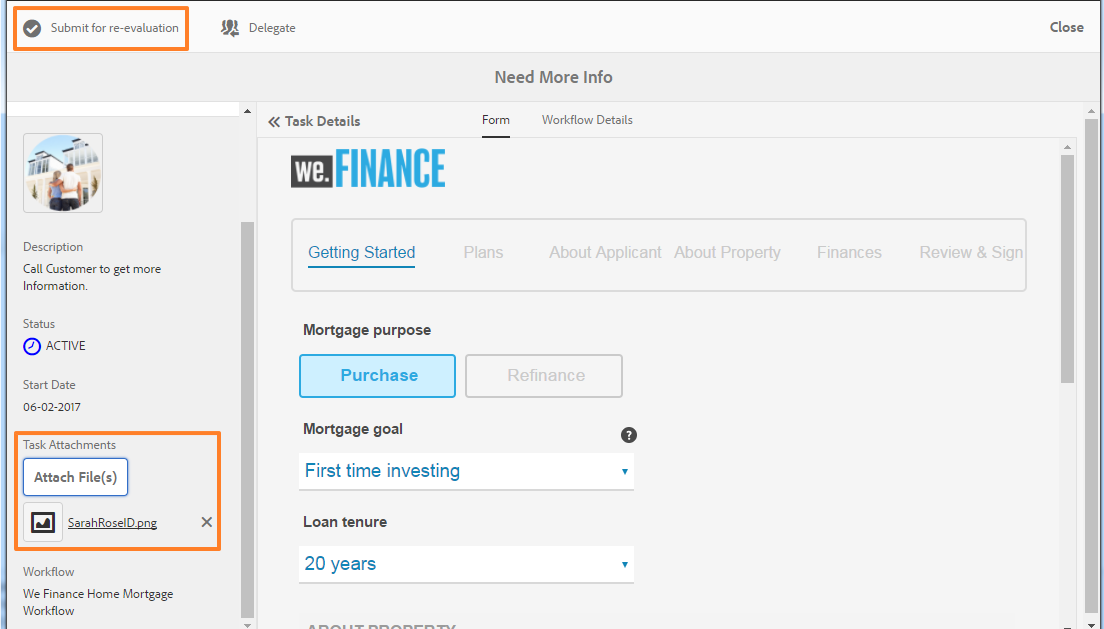 Submit for re-evaluation
Delegate
Close
Need More Info
Description
Call Customer to get more
Information.
Status
ACTIVE
Start Date
06-02-2017
Task Attachments
Attach File(s)
SarahRoseID.png
Workflow
We Finance Home Mortgage
Workflow
Task Details
Form
Workflow Details
we.FINANCE
Getting Started
Plans
About Applicant
About Property
Finances
Review & Sign
Mortgage purpose
Purchase
Refinance
Mortgage goal
?
First time investing
Loan tenure
20 years
ABOUT PROPERTY